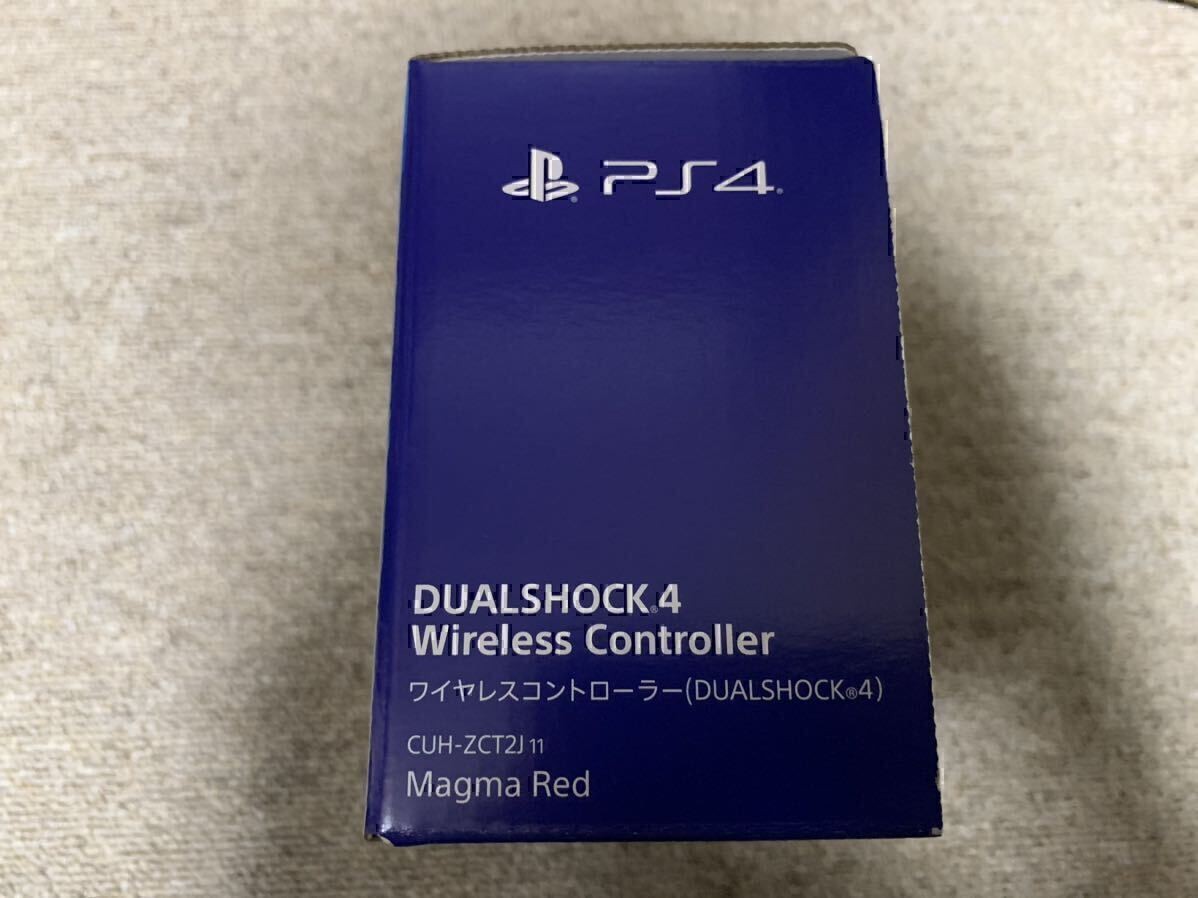 PS4®
DUALSHOCK®4
Wireless Controller
ワイヤレスコントローラー(DUALSHOCK®4)
CUH-ZCT2J 11
Magma Red